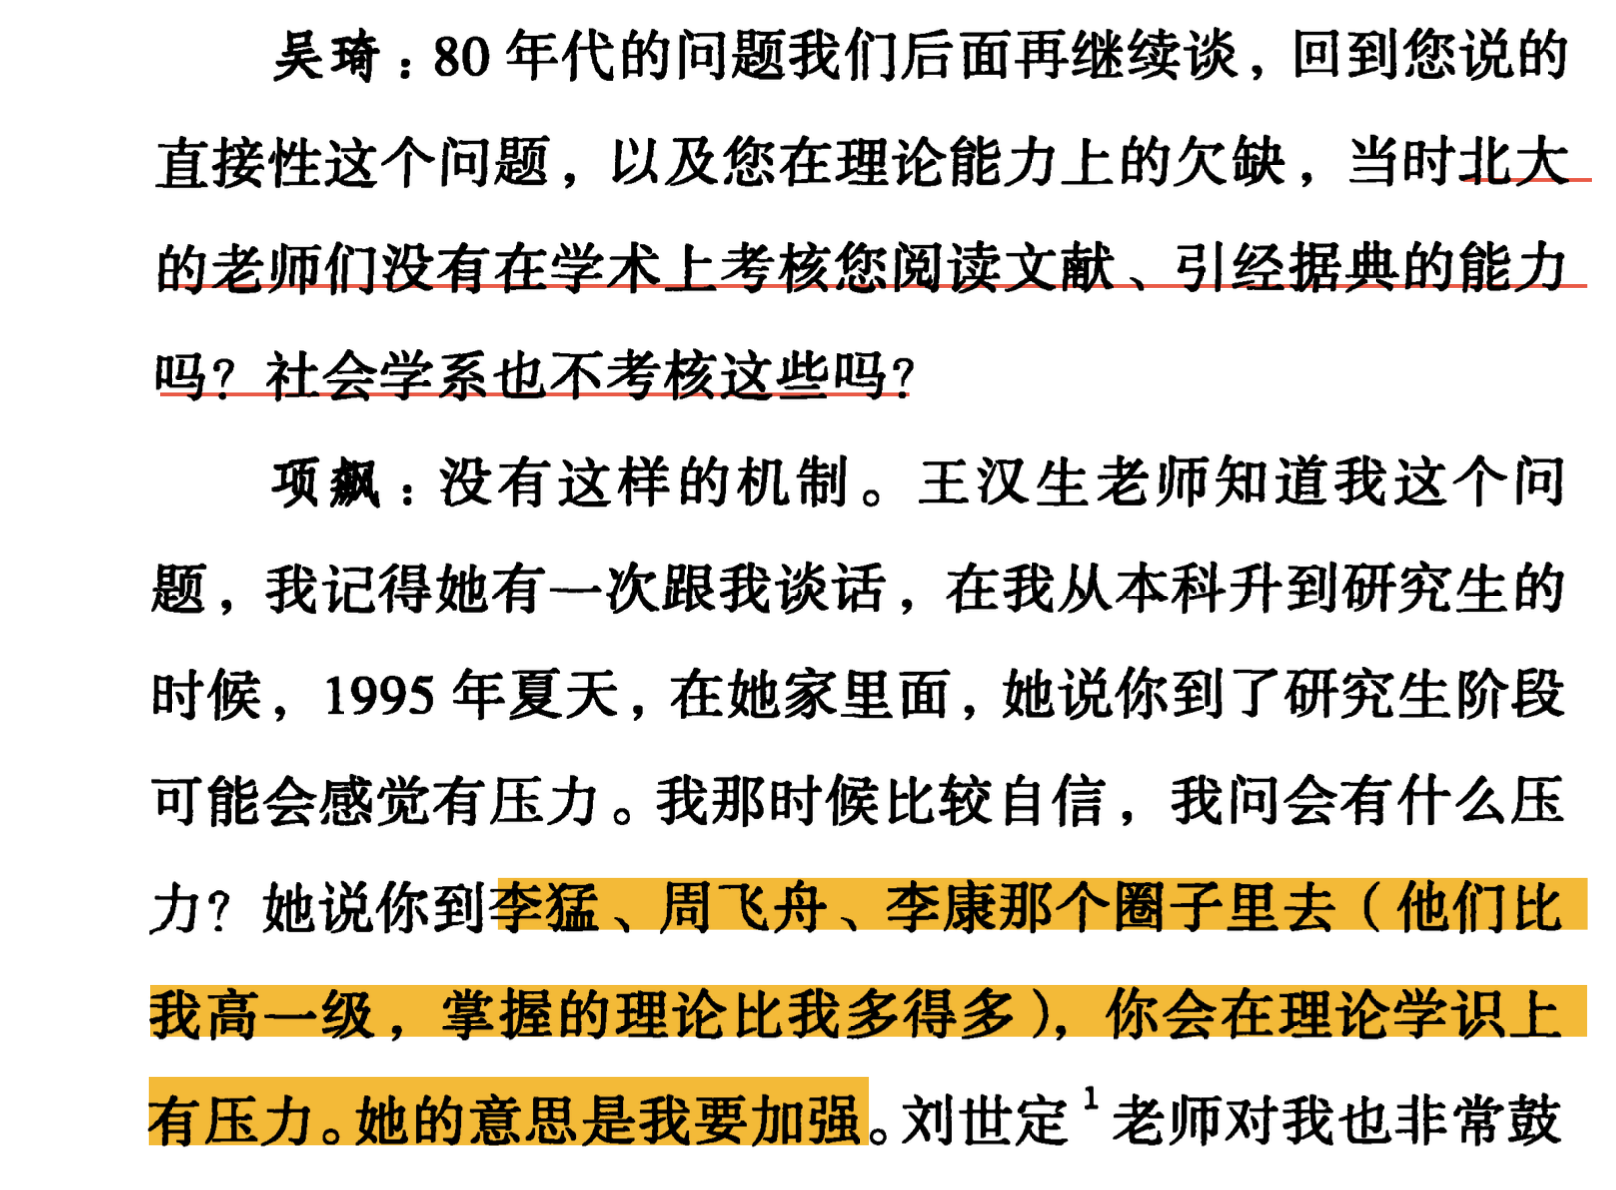 吴琦：80 年代的问题我们后面再继续谈，回到您说的
直接性这个问题，以及您在理论能力上的欠缺，当时北大
的老师们没有在学术上考核您阅读文献、引经据典的能力
吗？社会学系也不考核这些吗？
项飙：没有这样的机制。王汉生老师知道我这个问
题，我记得她有一次跟我谈话，在我从本科升到研究生的
时候，1995 年夏天，在她家里面，她说你到了研究生阶段
可能会感觉有压力。我那时候比较自信，我问会有什么压
力？她说你到李猛、周飞舟、李康那个圈子里去（他们比
我高一级，掌握的理论比我多得多），你会在理论学识上
有压力。她的意思是我要加强。刘世定1老师对我也非常鼓